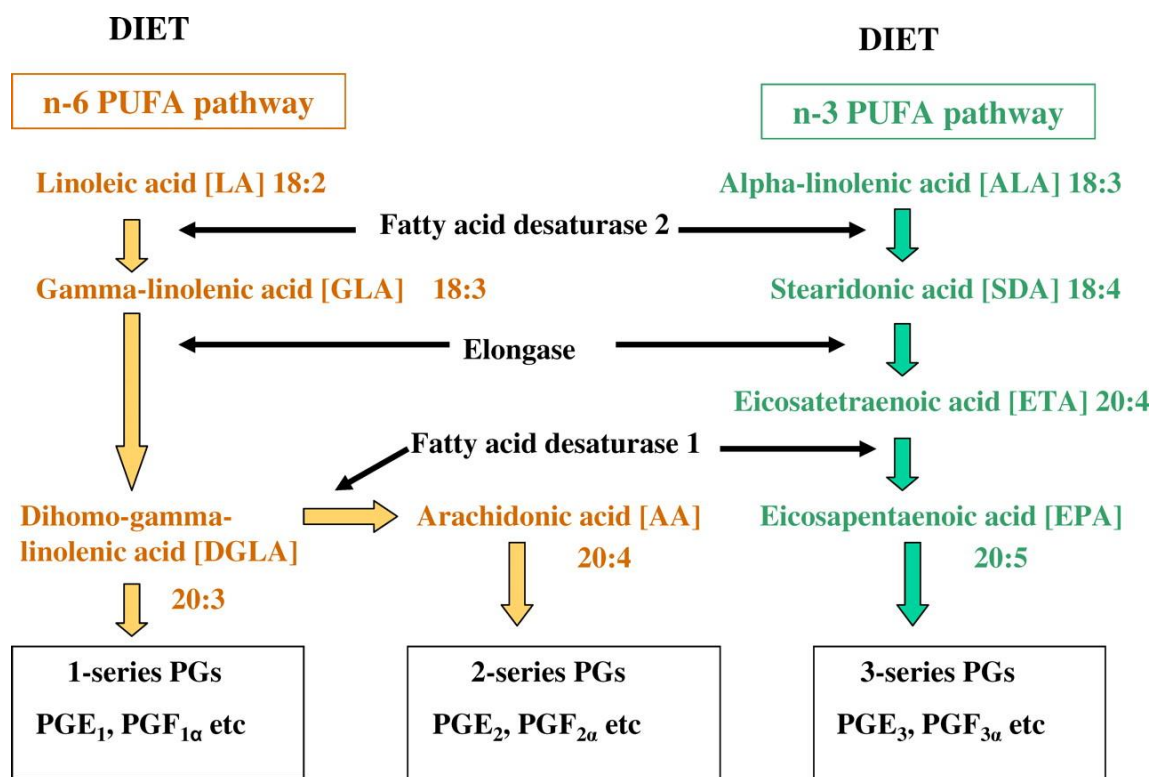 DIET
DIET
n-6 PUFA pathway
n-3 PUFA pathway
Linoleic acid [LA] 18:2
Alpha-linolenic acid [ALA] 18:3
Fatty acid desaturase 2
Gamma-linolenic acid [GLA] 18:3
Stearidonic acid [SDA] 18:4
Elongase
Eicosatetraenoic acid [ETA] 20:4
Fatty acid desaturase 1
Dihomo-gamma-
linolenic acid [DGLA]
20:3
Arachidonic acid [AA]
20:4
Eicosapentaenoic acid [EPA]
20:5
1-series PGs
PGE₁, PGF₁α etc
2-series PGs
PGE₂, PGF₂α etc
3-series PGs
PGE₃, PGF₃α etc